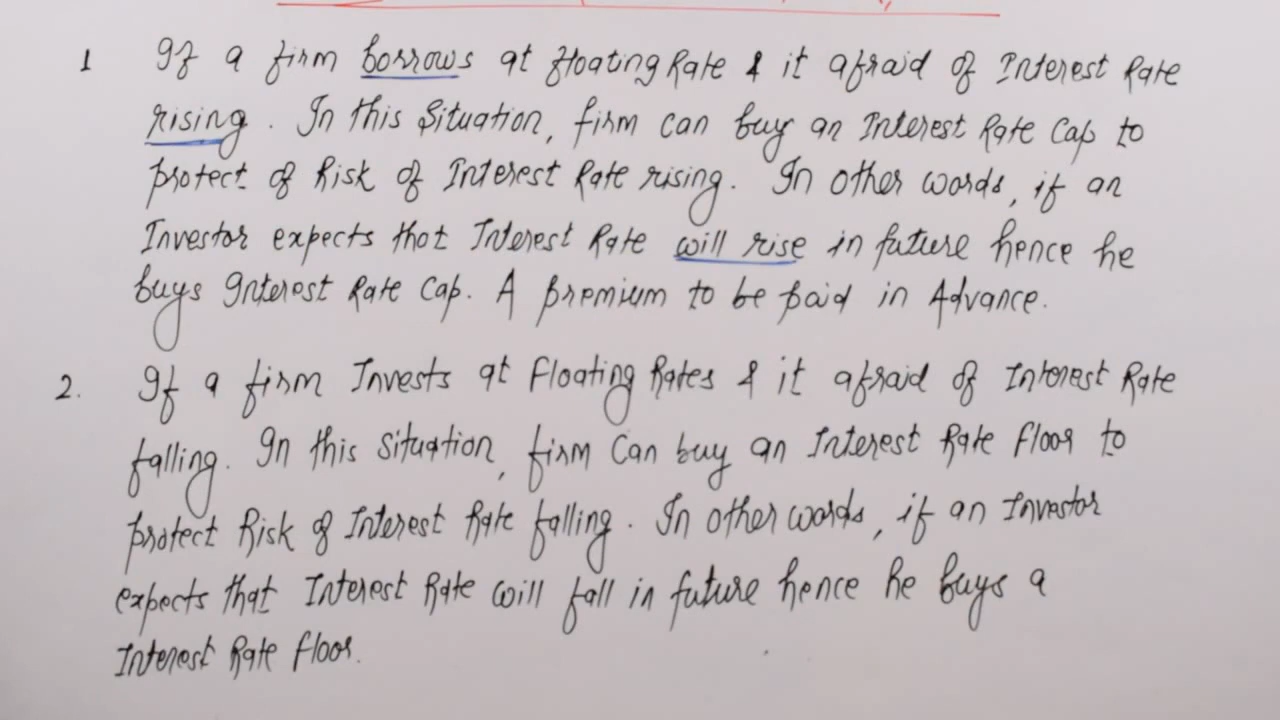 1 If a firm borrows at floating Rate & it afraid of Interest Rate
rising. In this Situation, firm can buy an Interest Rate Cap to
protect of Risk of Interest Rate rising. In other words, if an
Investor expects that Interest Rate will rise in future hence he
buys Interest Rate Cap. A premium to be paid in Advance.
2. If a firm Invests at Floating Rates & it afraid of Interest Rate
falling. In this Situation, firm Can buy an Interest Rate Floor to
protect Risk of Interest Rate falling. In other words, if an Investor
expects that Interest Rate will fall in future hence he buys a
Interest Rate Floor.